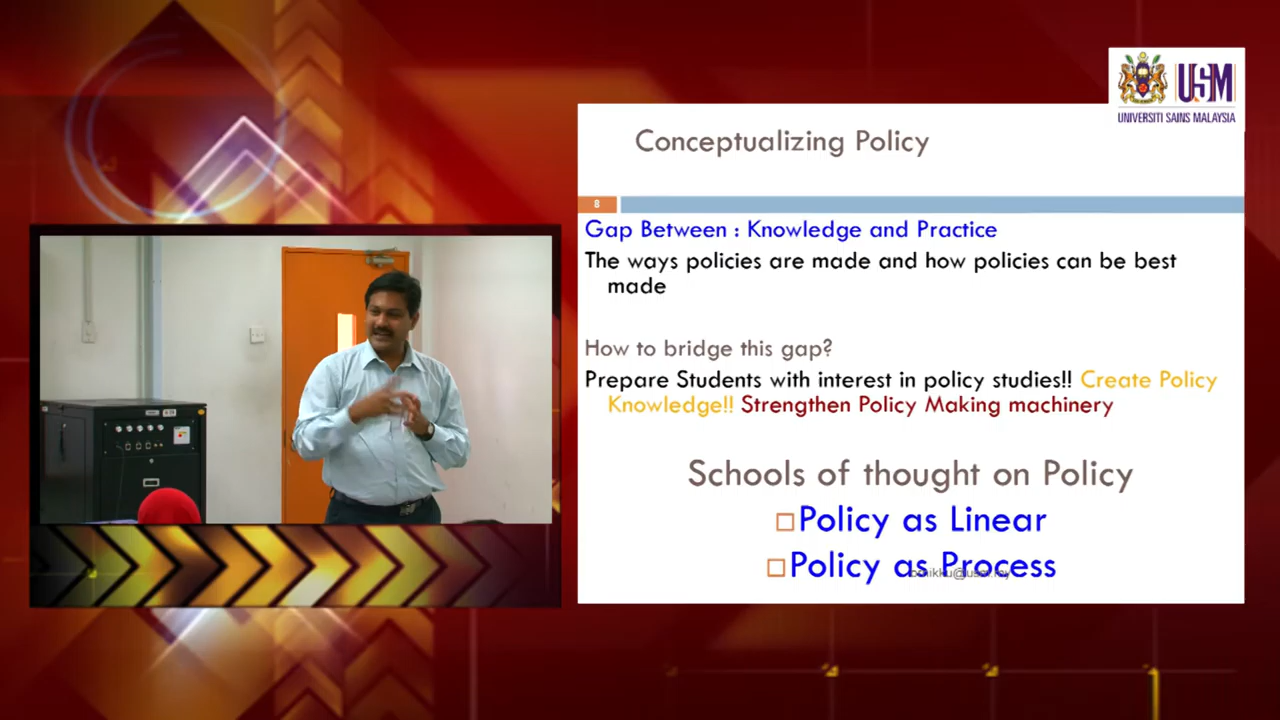 USM
UNIVERSITI SAINS MALAYSIA
Conceptualizing Policy
8
Gap Between : Knowledge and Practice
The ways policies are made and how policies can be best
made
How to bridge this gap?
Prepare Students with interest in policy studies!! Create Policy
Knowledge!! Strengthen Policy Making machinery
Schools of thought on Policy
Policy as Linear
Policy as Process